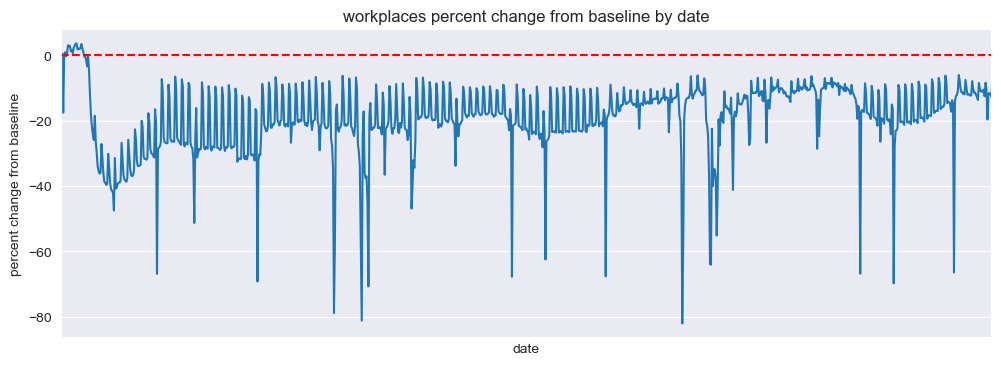 workplaces percent change from baseline by date
percent change from baseline
0
−20
−40
−60
−80
date